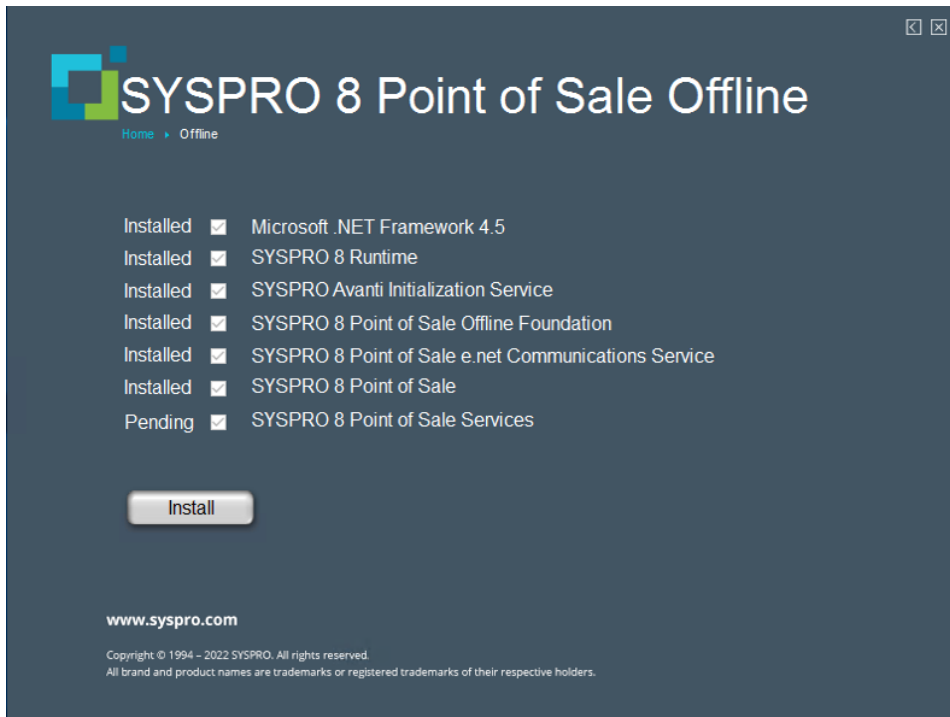 SYSPRO 8 Point of Sale Offline
Home ▸ Offline
Installed Microsoft .NET Framework 4.5
Installed SYSPRO 8 Runtime
Installed SYSPRO Avanti Initialization Service
Installed SYSPRO 8 Point of Sale Offline Foundation
Installed SYSPRO 8 Point of Sale e.net Communications Service
Installed SYSPRO 8 Point of Sale
Pending SYSPRO 8 Point of Sale Services
Install
www.syspro.com
Copyright © 1994 – 2022 SYSPRO. All rights reserved.
All brand and product names are trademarks or registered trademarks of their respective holders.